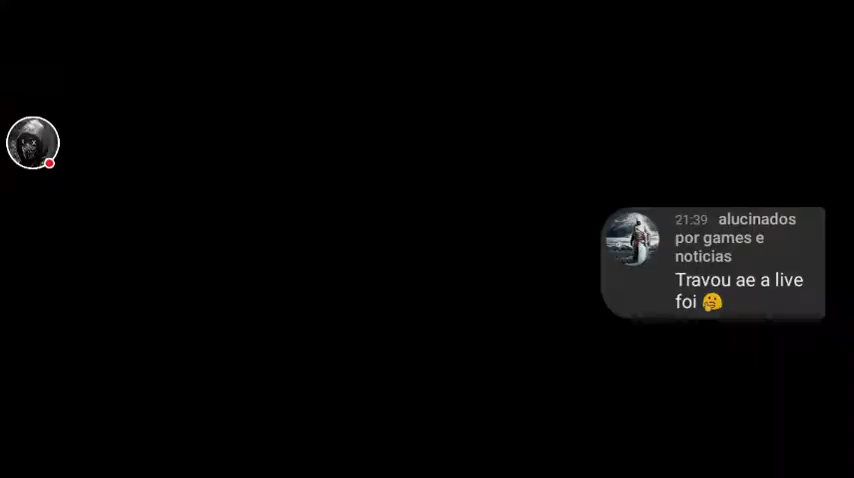 21:39 alucinados
por games e
noticias
Travou ae a live
foi 🤔